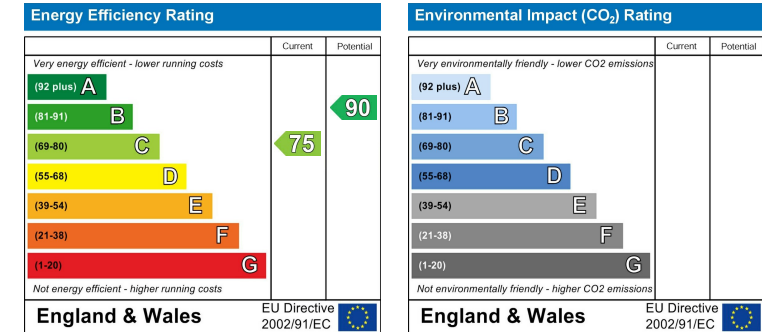 Energy Efficiency Rating
Current Potential
Very energy efficient - lower running costs
(92 plus) A
(81-91) B
(69-80) C
(55-68) D
(39-54) E
(21-38) F
(1-20) G
90
75
Not energy efficient - higher running costs
England & Wales
EU Directive
2002/91/EC
Environmental Impact (CO2) Rating
Current Potential
Very environmentally friendly - lower CO2 emissions
(92 plus) A
(81-91) B
(69-80) C
(55-68) D
(39-54) E
(21-38) F
(1-20) G
Not environmentally friendly - higher CO2 emissions
England & Wales
EU Directive
2002/91/EC